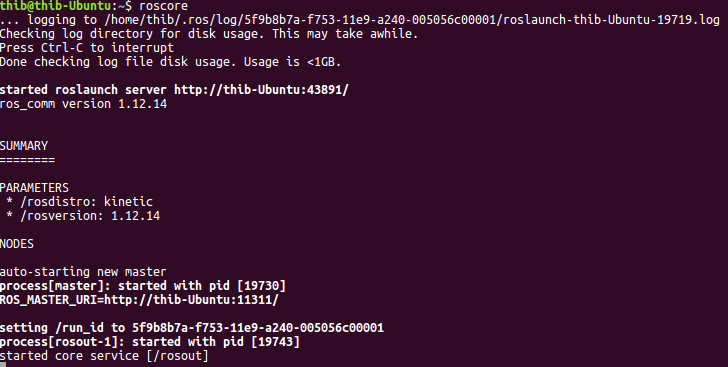 thib@thib-Ubuntu:~$ roscore
... logging to /home/thib/.ros/log/5f9b8b7a-f753-11e9-a240-005056c00001/roslaunch-thib-Ubuntu-19719.log
Checking log directory for disk usage. This may take awhile.
Press Ctrl-C to interrupt
Done checking log file disk usage. Usage is <1GB.
started roslaunch server http://thib-Ubuntu:43891/
ros_comm version 1.12.14
SUMMARY
========
PARAMETERS
* /rosdistro: kinetic
* /rosversion: 1.12.14
NODES
auto-starting new master
process[master]: started with pid [19730]
ROS_MASTER_URI=http://thib-Ubuntu:11311/
setting /run_id to 5f9b8b7a-f753-11e9-a240-005056c00001
process[rosout-1]: started with pid [19743]
started core service [/rosout]